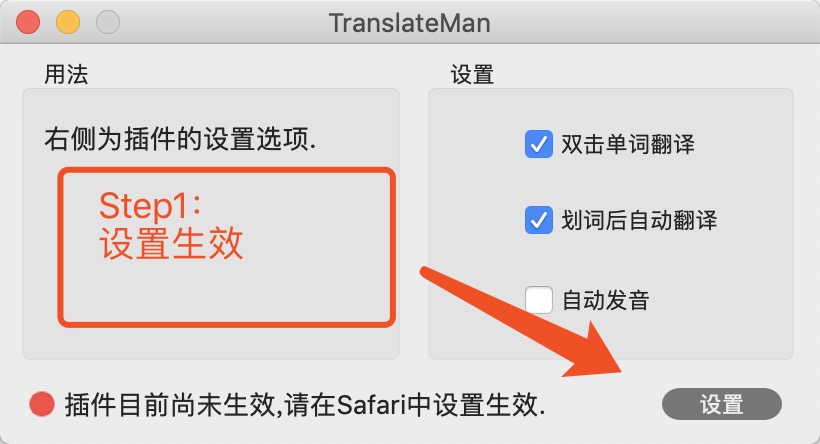 TranslateMan
用法
设置
右侧为插件的设置选项.
双击单词翻译
Step1:
设置生效
划词后自动翻译
自动发音
插件目前尚未生效,请在Safari中设置生效.
设置